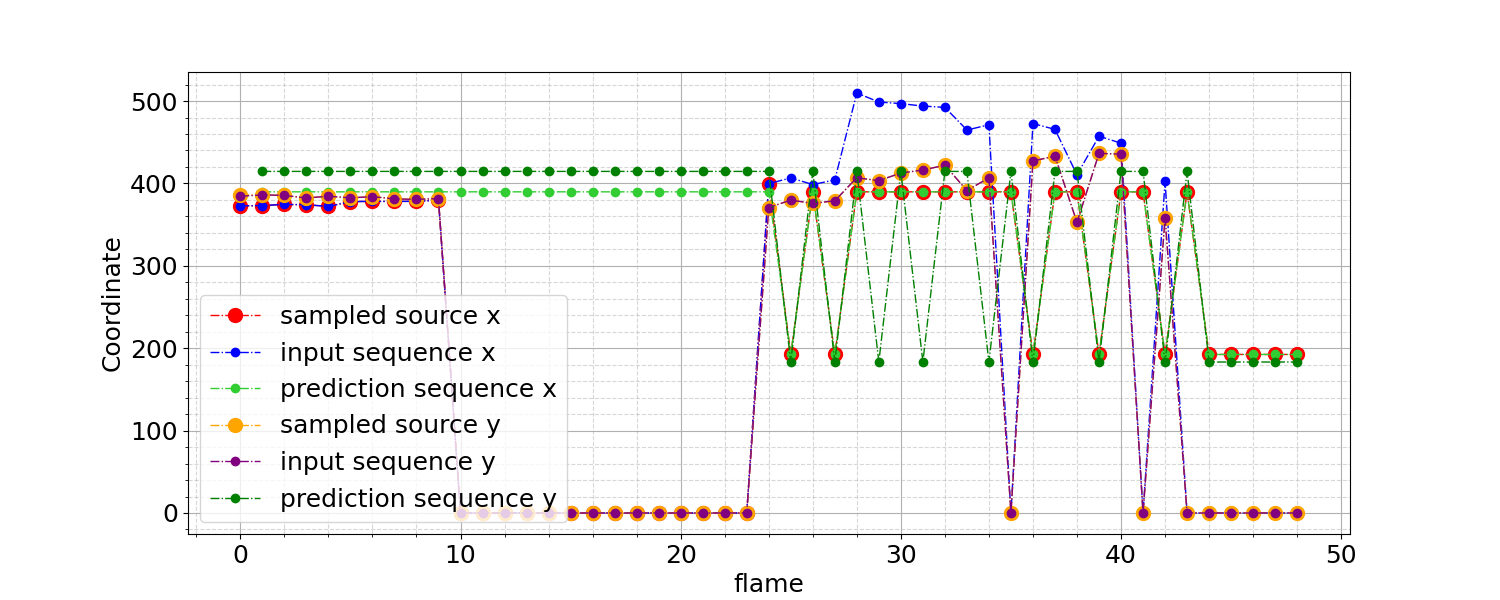 500
400
300
200
100
0
Coordinate
sampled source x
input sequence x
prediction sequence x
sampled source y
input sequence y
prediction sequence y
0 10 20 30 40 50
flame